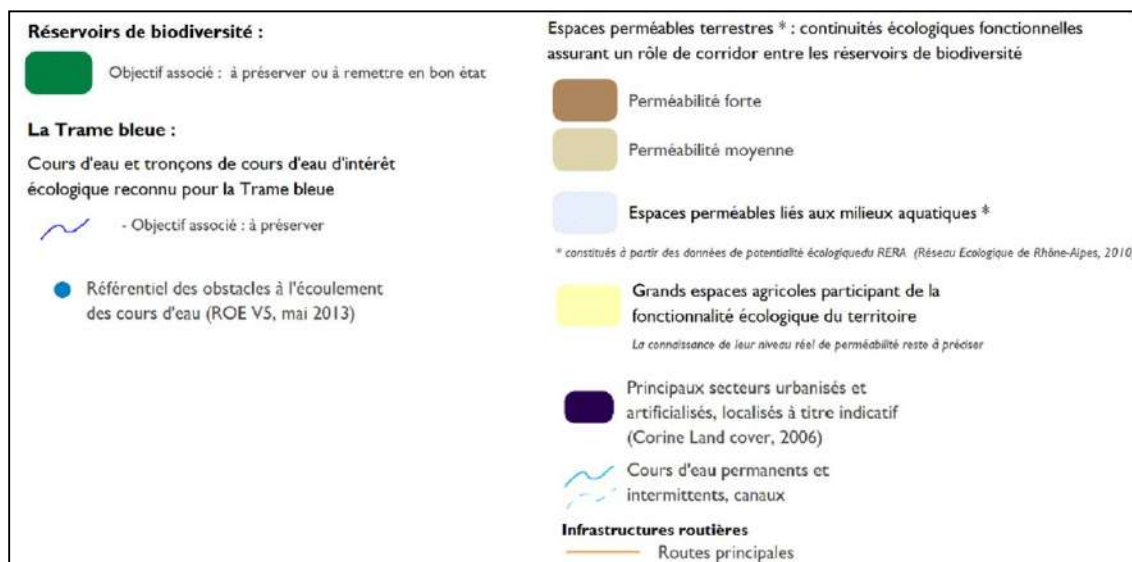 Réservoirs de biodiversité :
Objectif associé : à préserver ou à remettre en bon état
La Trame bleue :
Cours d'eau et tronçons de cours d'eau d'intérêt
écologique reconnu pour la Trame bleue
- Objectif associé : à préserver
Référentiel des obstacles à l'écoulement
des cours d'eau (ROE V5, mai 2013)
Espaces perméables terrestres * : continuités écologiques fonctionnelles
assurant un rôle de corridor entre les réservoirs de biodiversité
Perméabilité forte
Perméabilité moyenne
Espaces perméables liés aux milieux aquatiques *
* constitués à partir des données de potentialité écologiquedu RERA (Réseau Ecologique de Rhône-Alpes, 2010)
Grands espaces agricoles participant de la
fonctionnalité écologique du territoire
La connaissance de leur niveau réel de perméabilité reste à préciser
Principaux secteurs urbanisés et
artificialisés, localisés à titre indicatif
(Corine Land cover, 2006)
Cours d'eau permanents et
intermittents, canaux
Infrastructures routières
Routes principales